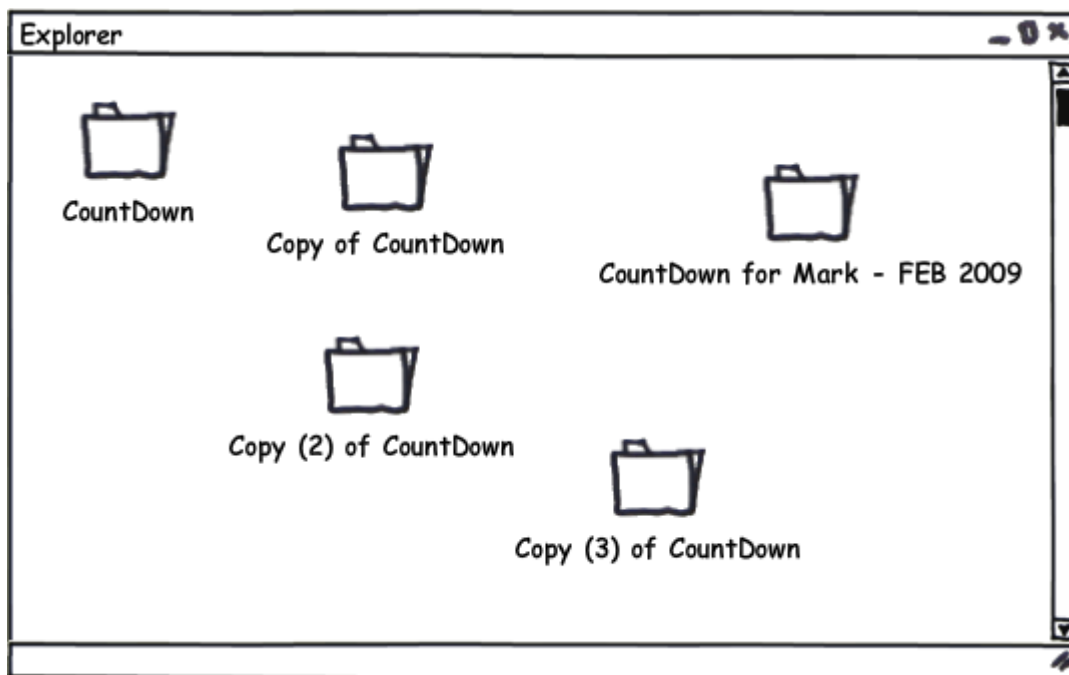 Explorer
CountDown
Copy of CountDown
CountDown for Mark - FEB 2009
Copy (2) of CountDown
Copy (3) of CountDown